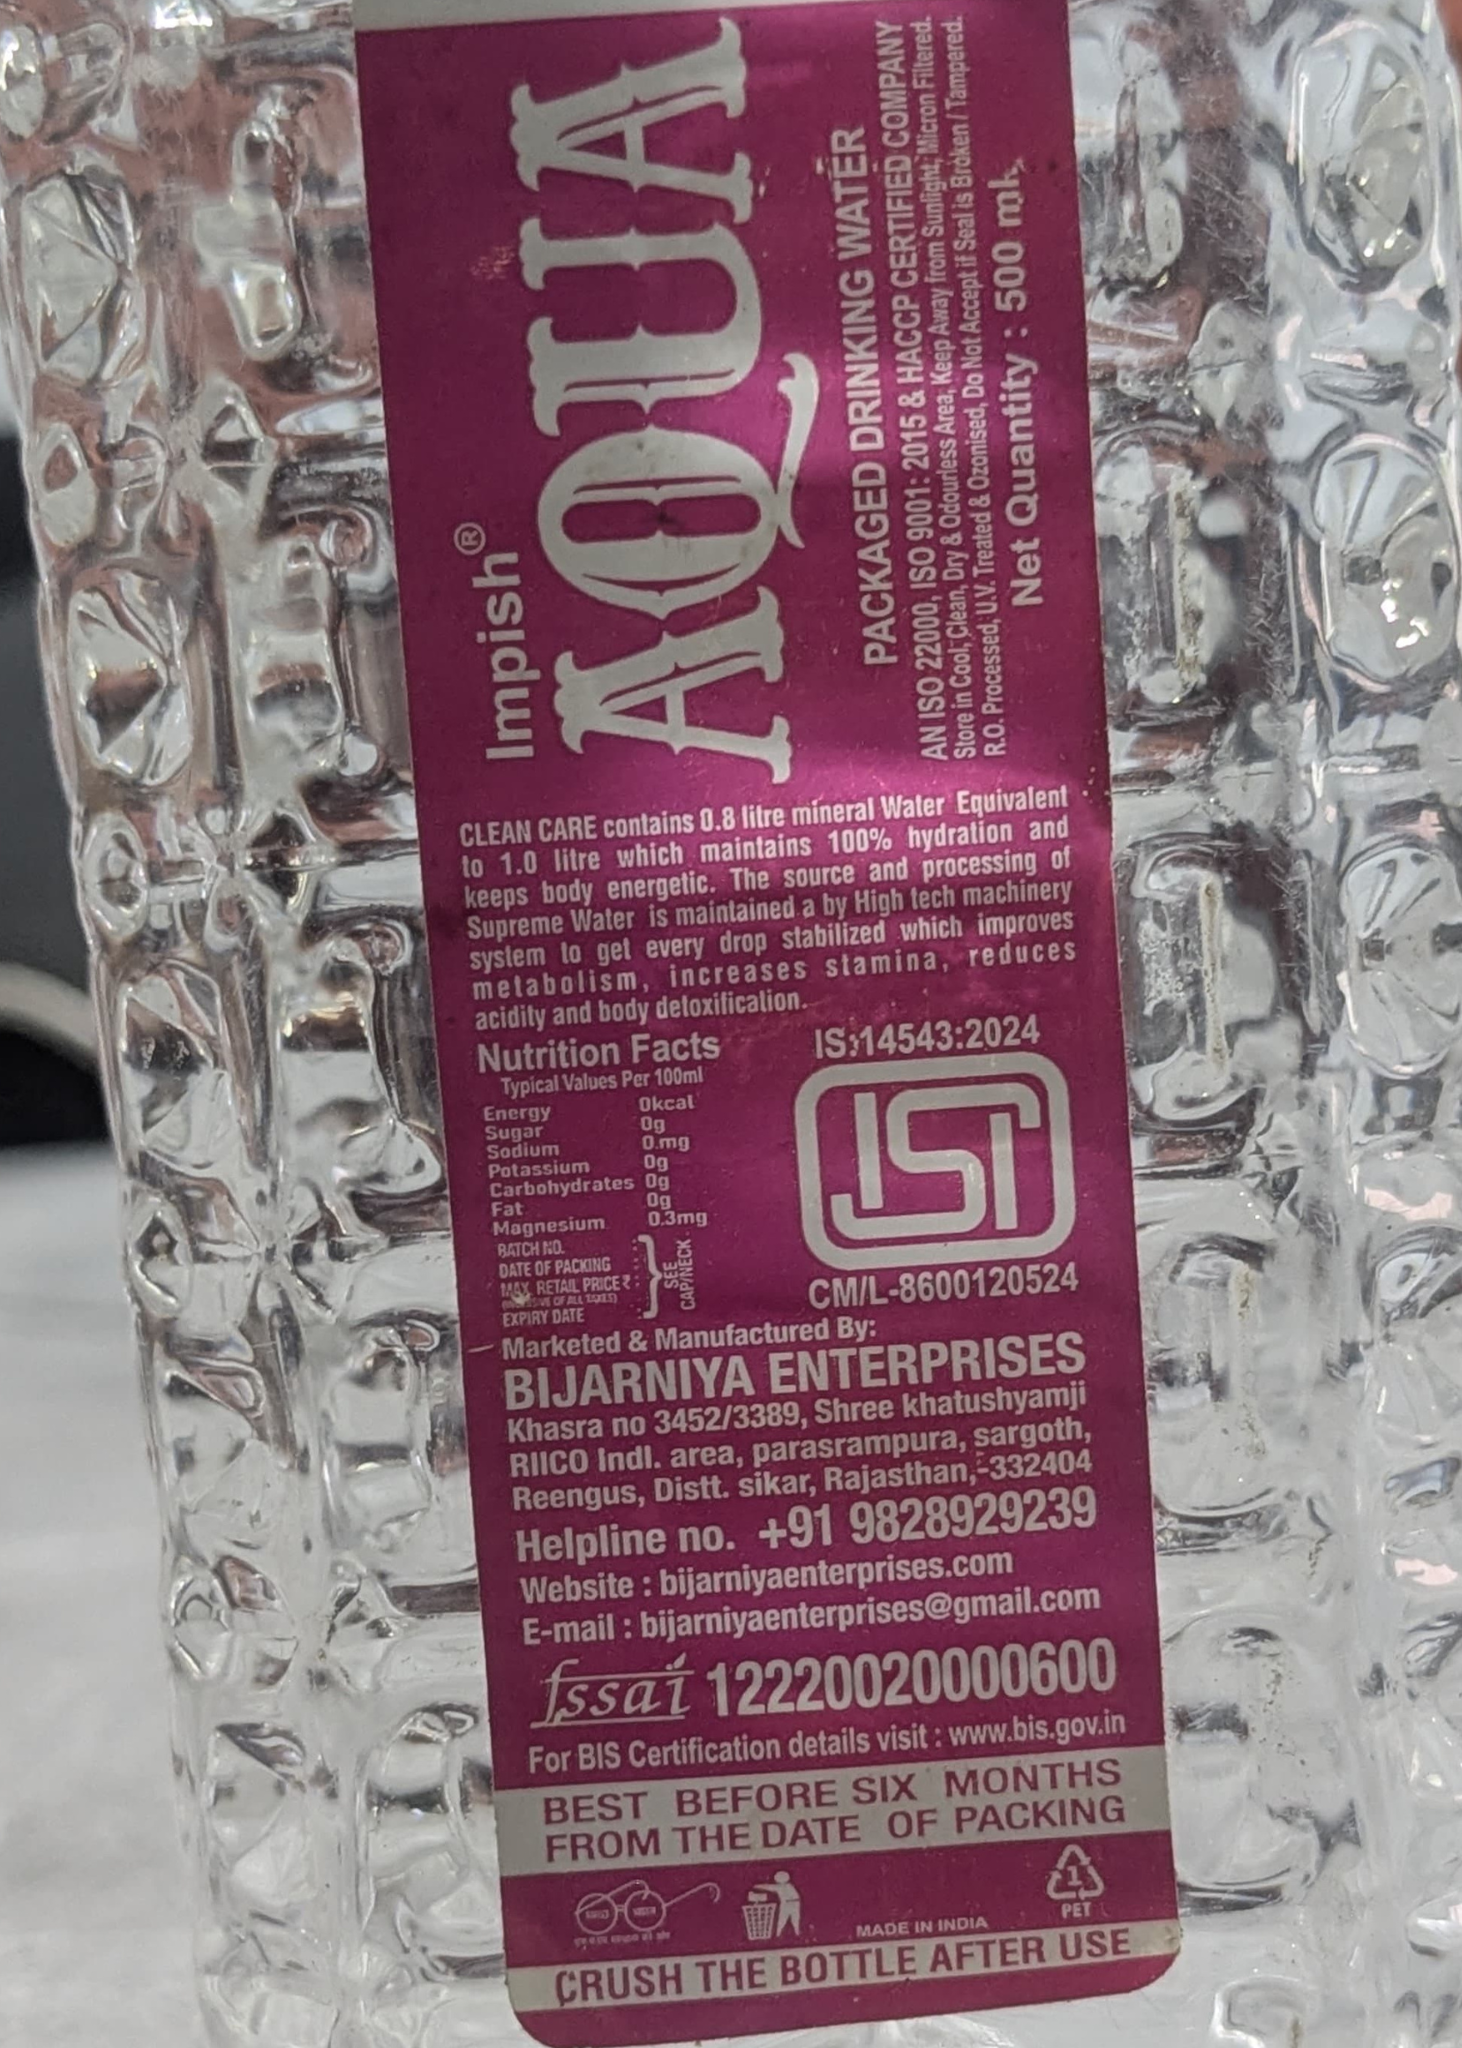 Impish®
AQUA
PACKAGED DRINKING WATER
AN ISO 22000, ISO 9001: 2015 & HACCP CERTIFIED COMPANY
Store in Cool, Clean, Dry & Odourless Area, Keep Away from Sunlight, Micron Filtered.
R.O. Processed, U.V. Treated & Ozonised, Do Not Accept if Seal is Broken / Tampered.
Net Quantity : 500 ml
CLEAN CARE contains 0.8 litre mineral Water Equivalent
to 1.0 litre which maintains 100% hydration and
keeps body energetic. The source and processing of
Supreme Water is maintained a by High tech machinery
system to get every drop stabilized which improves
metabolism, increases stamina, reduces
acidity and body detoxification.
Nutrition Facts
Typical Values Per 100ml
Energy 0kcal
Sugar 0g
Sodium 0.mg
Potassium 0g
Carbohydrates 0g
Fat 0g
Magnesium 0.3mg
BATCH NO.
DATE OF PACKING
MAX. RETAIL PRICE ₹
(INCLUSIVE OF ALL TAXES)
EXPIRY DATE
SEE
CAP/NECK
IS:14543:2024
ISI
CM/L-8600120524
Marketed & Manufactured By:
BIJARNIYA ENTERPRISES
Khasra no 3452/3389, Shree khatushyamji
RIICO Indl. area, parasrampura, sargoth,
Reengus, Distt. sikar, Rajasthan,-332404
Helpline no. +91 9828929239
Website : bijarniyaenterprises.com
E-mail : bijarniyaenterprises@gmail.com
fssai 12220020000600
For BIS Certification details visit : www.bis.gov.in
BEST BEFORE SIX MONTHS
FROM THE DATE OF PACKING
1
PET
MADE IN INDIA
CRUSH THE BOTTLE AFTER USE